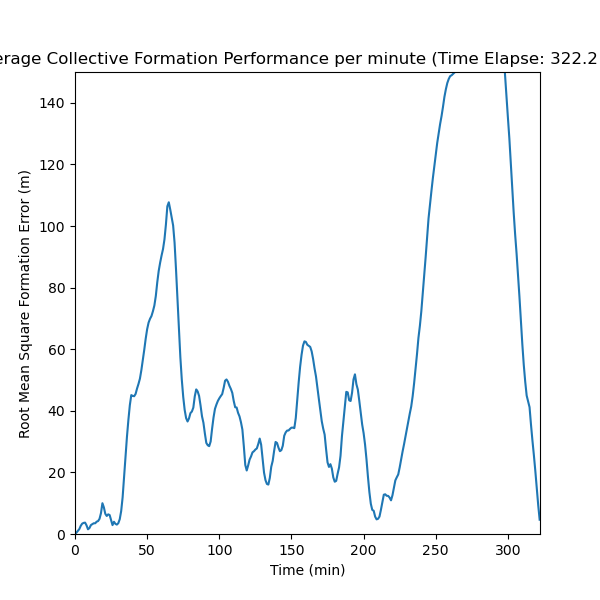 erage Collective Formation Performance per minute (Time Elapse: 322.2
Root Mean Square Formation Error (m)
140
120
100
80
60
40
20
0
0 50 100 150 200 250 300
Time (min)